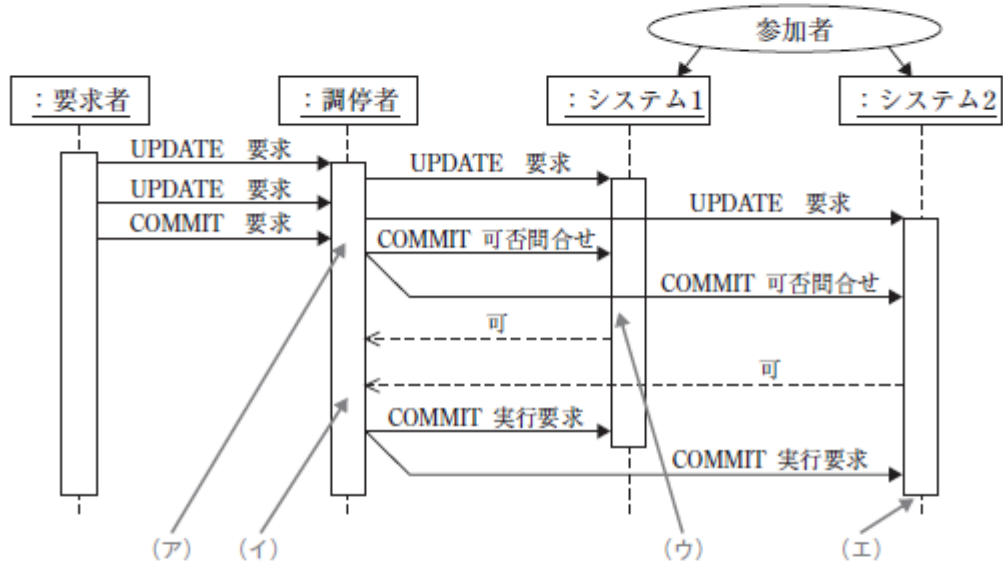 参加者
：要求者
：調停者
：システム1
：システム2
UPDATE 要求
UPDATE 要求
UPDATE 要求
UPDATE 要求
COMMIT 要求
COMMIT 可否問合せ
COMMIT 可否問合せ
可
可
COMMIT 実行要求
COMMIT 実行要求
（ア）
（イ）
（ウ）
（エ）